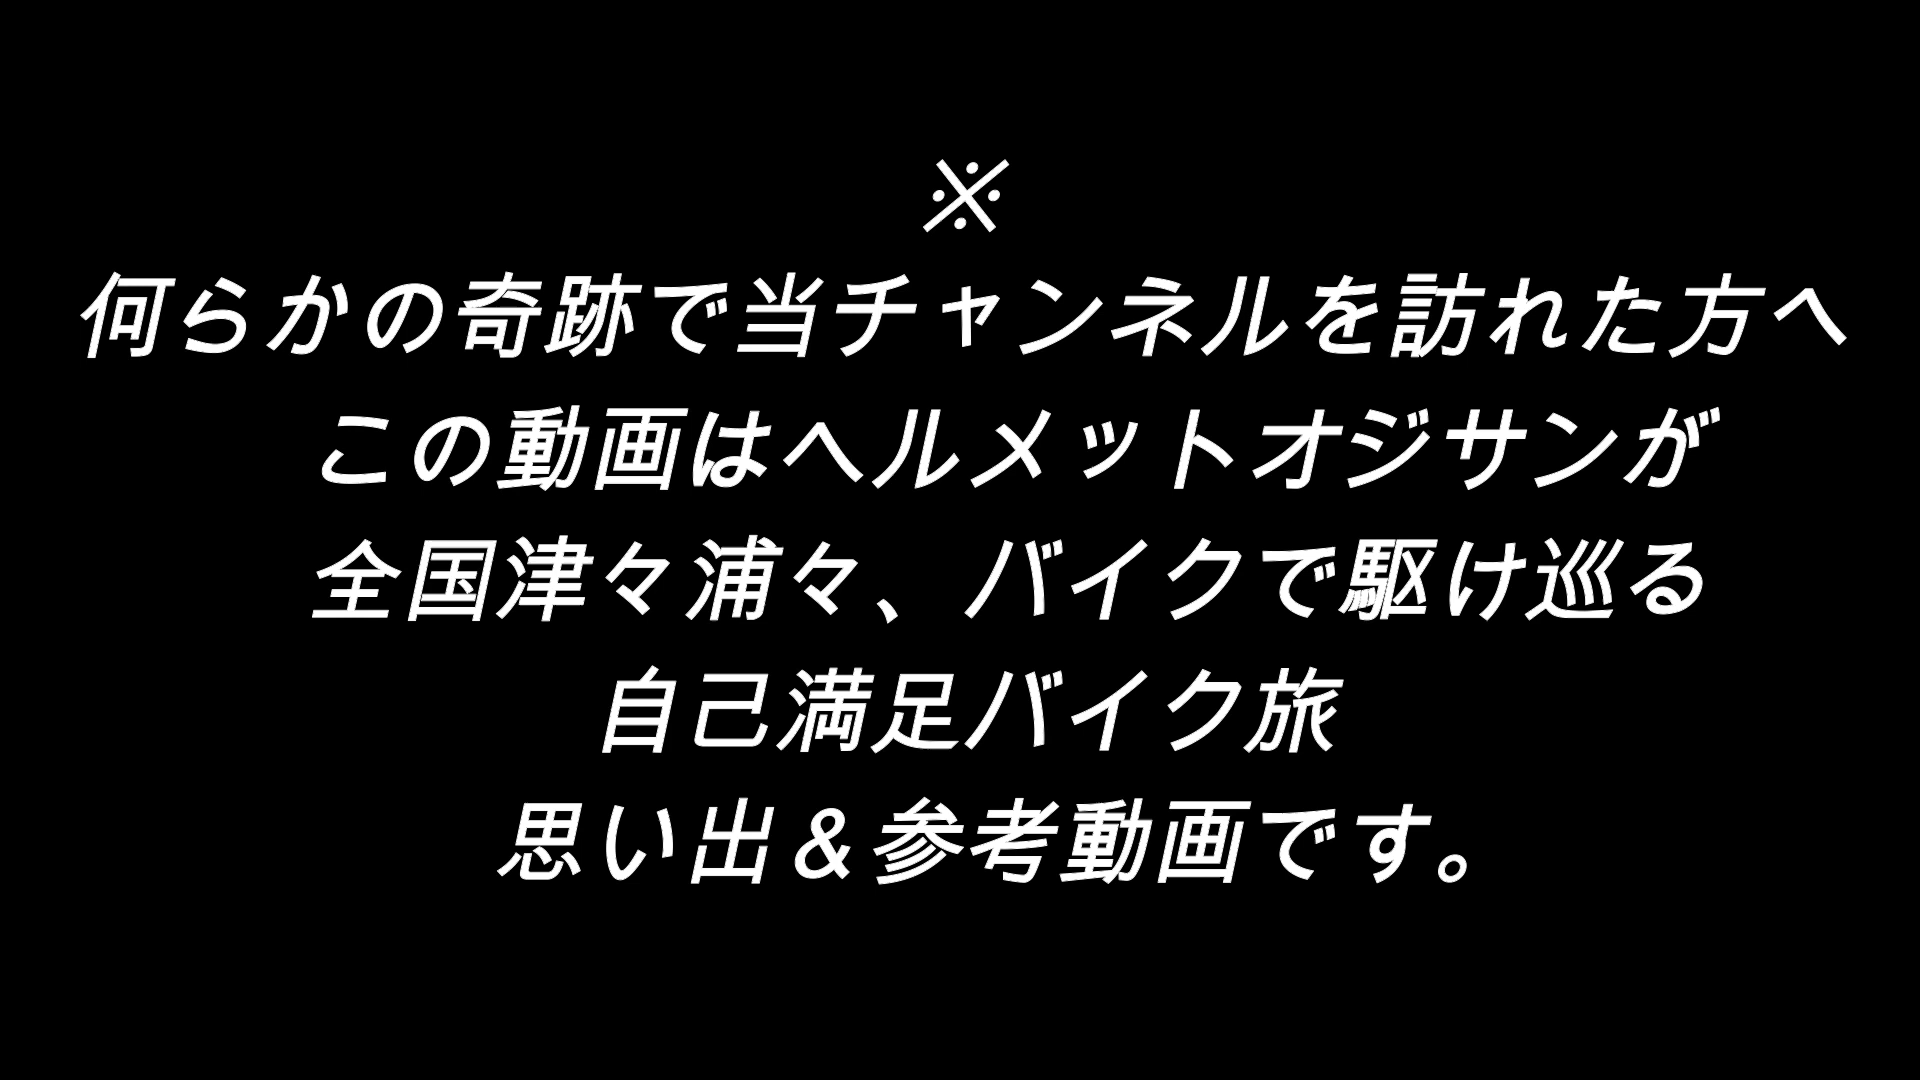 ※
何らかの奇跡で当チャンネルを訪れた方へ
この動画はヘルメットオジサンが
全国津々浦々、バイクで駆け巡る
自己満足バイク旅
思い出＆参考動画です。